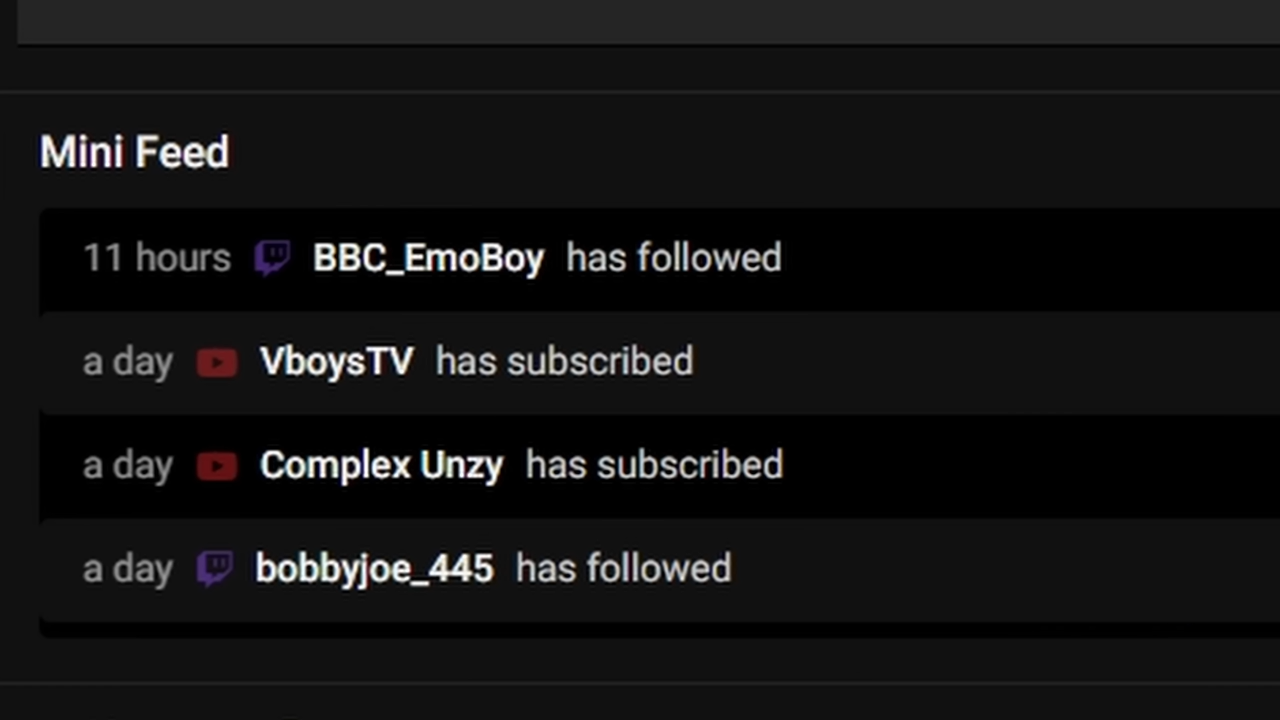 Mini Feed
11 hours BBC_EmoBoy has followed
a day VboysTV has subscribed
a day Complex Unzy has subscribed
a day bobbyjoe_445 has followed